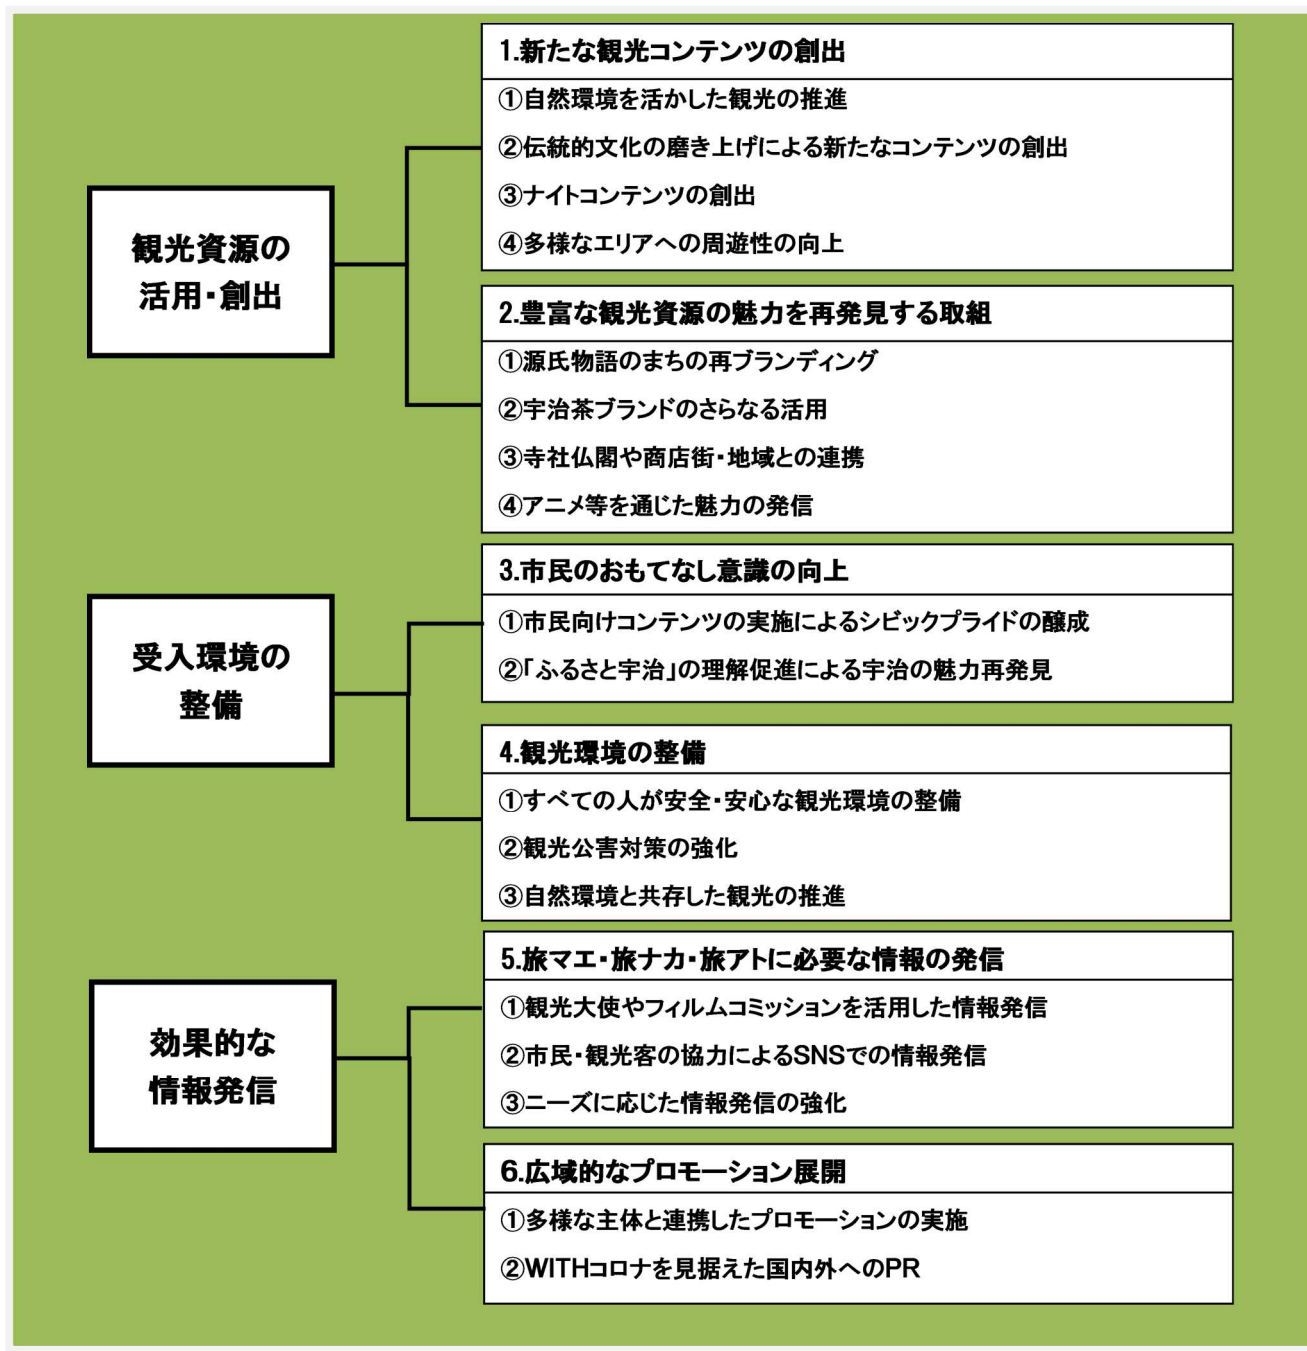 観光資源の
活用・創出
1.新たな観光コンテンツの創出
①自然環境を活かした観光の推進
②伝統的文化の磨き上げによる新たなコンテンツの創出
③ナイトコンテンツの創出
④多様なエリアへの周遊性の向上
2.豊富な観光資源の魅力を再発見する取組
①源氏物語のまちの再ブランディング
②宇治茶ブランドのさらなる活用
③寺社仏閣や商店街・地域との連携
④アニメ等を通じた魅力の発信
受入環境の
整備
3.市民のおもてなし意識の向上
①市民向けコンテンツの実施によるシビックプライドの醸成
②「ふるさと宇治」の理解促進による宇治の魅力再発見
4.観光環境の整備
①すべての人が安全・安心な観光環境の整備
②観光公害対策の強化
③自然環境と共存した観光の推進
効果的な
情報発信
5.旅マエ・旅ナカ・旅アトに必要な情報の発信
①観光大使やフィルムコミッションを活用した情報発信
②市民・観光客の協力によるSNSでの情報発信
③ニーズに応じた情報発信の強化
6.広域的なプロモーション展開
①多様な主体と連携したプロモーションの実施
②WITHコロナを見据えた国内外へのPR